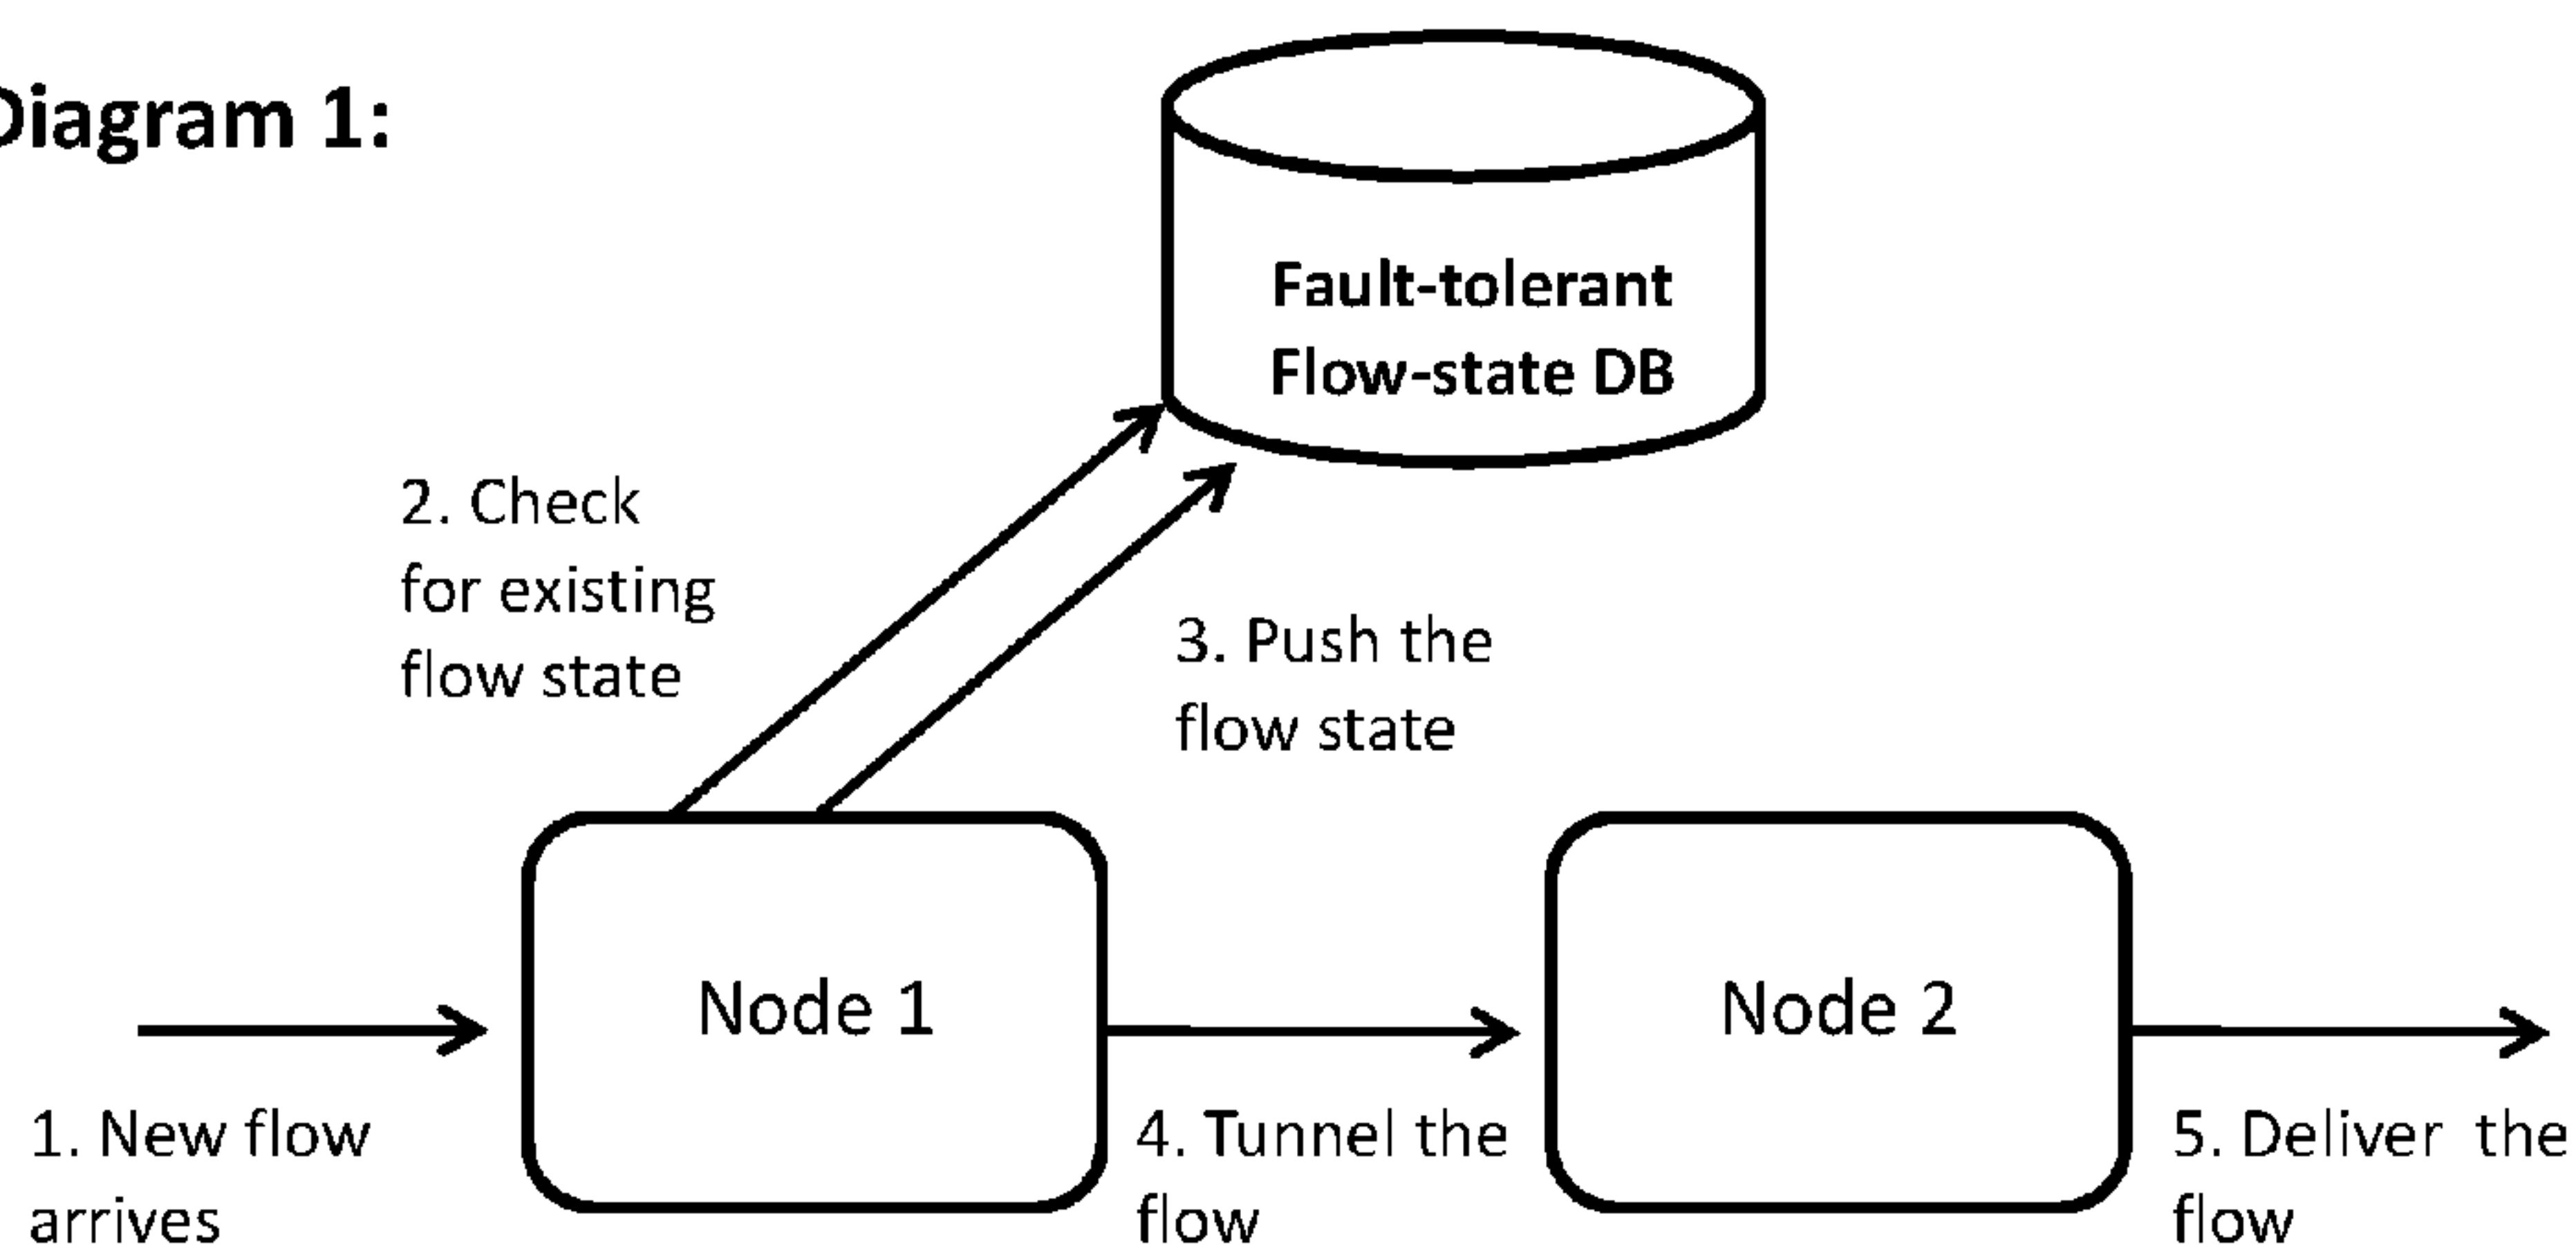 Diagram 1:
Fault-tolerant
Flow-state DB
2. Check
for existing
flow state
3. Push the
flow state
Node 1
Node 2
1. New flow
arrives
4. Tunnel the
flow
5. Deliver the
flow